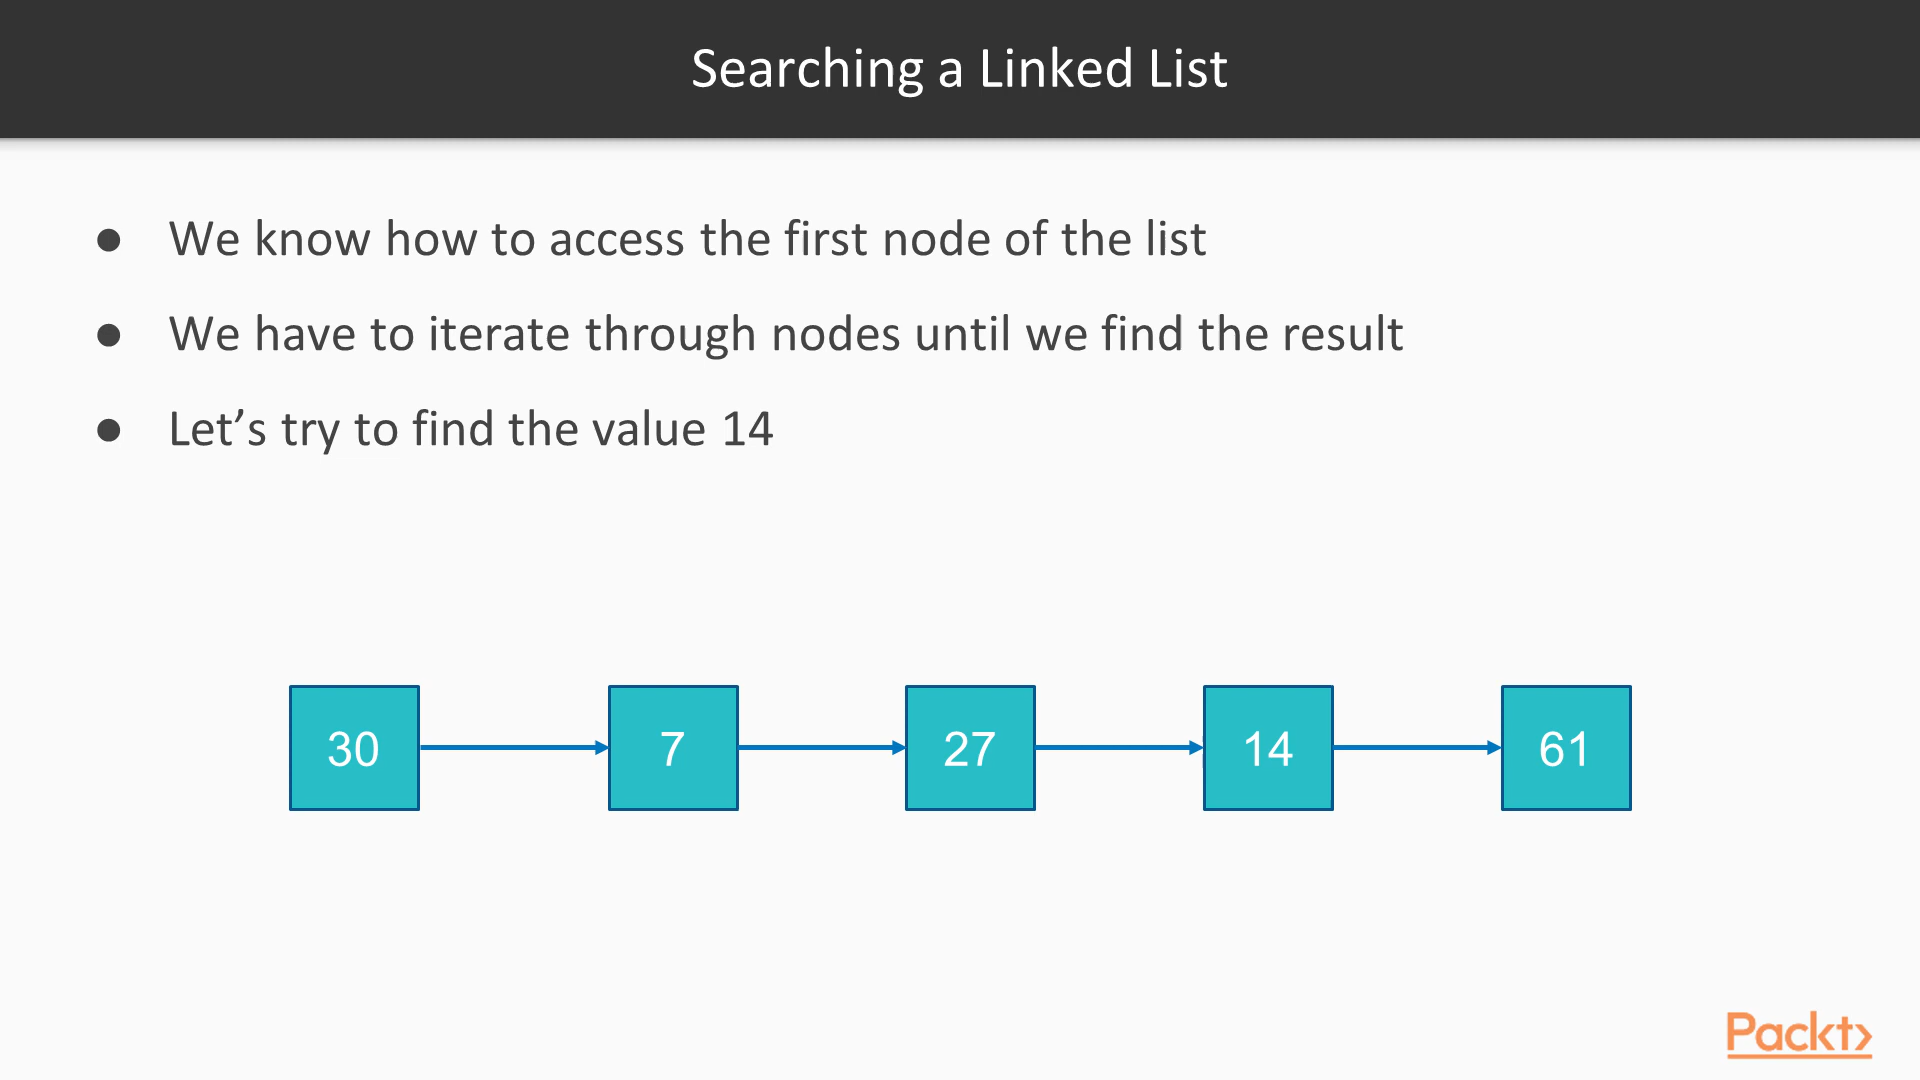 Searching a Linked List
● We know how to access the first node of the list
● We have to iterate through nodes until we find the result
● Let’s try to find the value 14
30 7 27 14 61
Packt